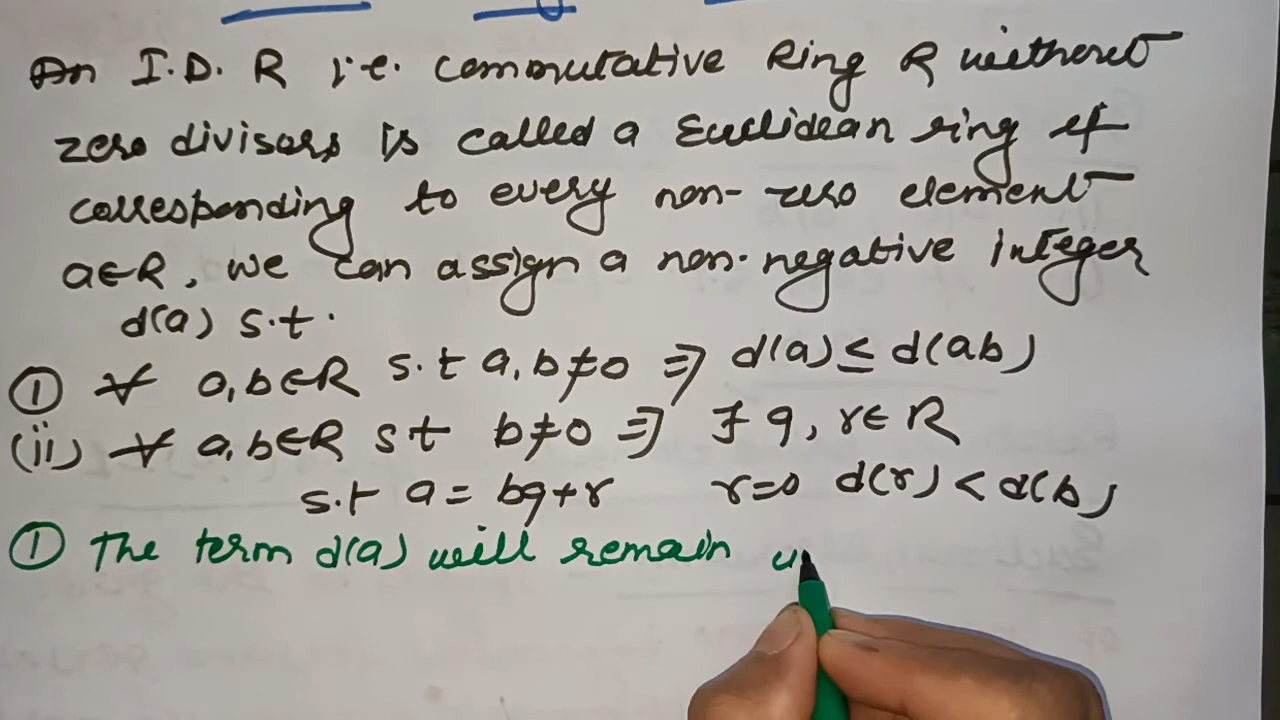 An I.D. R i.e. commutative Ring R without
zero divisors is called a Euclidean ring if
corresponding to every non-zero element
a∈R, we can assign a non-negative integer
d(a) s.t.
① ∀ a,b∈R s.t a,b≠0 ⇒ d(a) ≤ d(ab)
(ii) ∀ a,b∈R st b≠0 ⇒ ∃ q, r∈R
s.t a = bq+r r=0 d(r) < d(b)
① The term d(a) will remain u